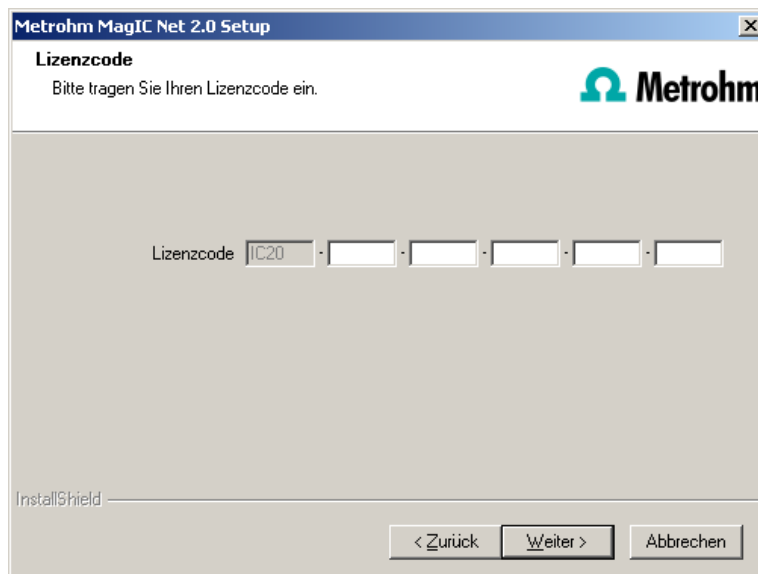 Metrohm MagIC Net 2.0 Setup
Lizenzcode
Bitte tragen Sie Ihren Lizenzcode ein.
Metrohm
Lizenzcode IC20 - - - - -
InstallShield
< Zurück Weiter > Abbrechen